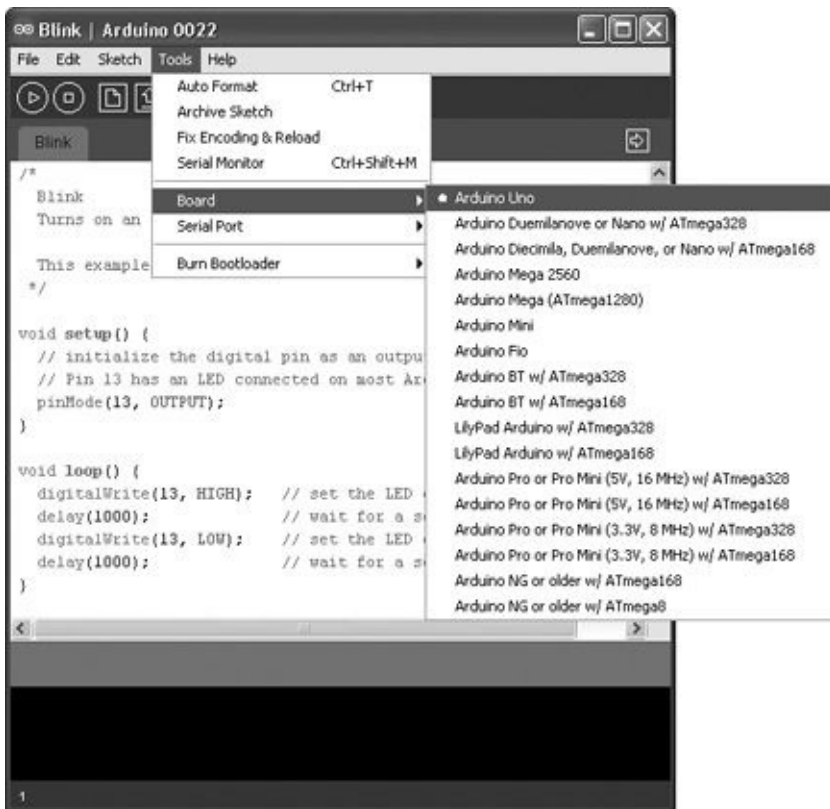 Blink | Arduino 0022
File Edit Sketch Tools Help
Auto Format Ctrl+T
Archive Sketch
Fix Encoding & Reload
Serial Monitor Ctrl+Shift+M
Board
Serial Port
Burn Bootloader
Arduino Uno
Arduino Duemilanove or Nano w/ ATmega328
Arduino Diecimila, Duemilanove, or Nano w/ ATmega168
Arduino Mega 2560
Arduino Mega (ATmega1280)
Arduino Mini
Arduino Fio
Arduino BT w/ ATmega328
Arduino BT w/ ATmega168
LilyPad Arduino w/ ATmega328
LilyPad Arduino w/ ATmega168
Arduino Pro or Pro Mini (5V, 16 MHz) w/ ATmega328
Arduino Pro or Pro Mini (5V, 16 MHz) w/ ATmega168
Arduino Pro or Pro Mini (3.3V, 8 MHz) w/ ATmega328
Arduino Pro or Pro Mini (3.3V, 8 MHz) w/ ATmega168
Arduino NG or older w/ ATmega168
Arduino NG or older w/ ATmega8
Blink
/*
Blink
Turns on an
This example
*/
void setup() {
// initialize the digital pin as an outpu
// Pin 13 has an LED connected on most Ar
pinMode(13, OUTPUT);
}
void loop() {
digitalWrite(13, HIGH); // set the LED
delay(1000); // wait for a s
digitalWrite(13, LOW); // set the LED
delay(1000); // wait for a s
}
1